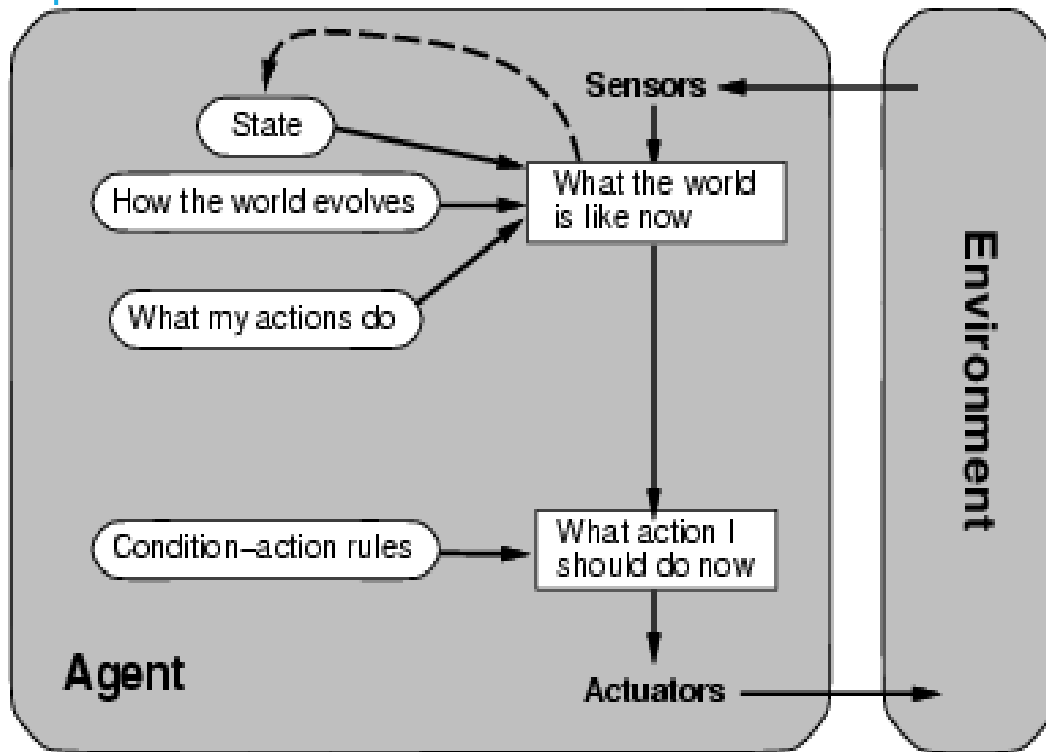 Sensors
State
What the world
is like now
How the world evolves
What my actions do
Environment
Condition–action rules
What action I
should do now
Agent
Actuators